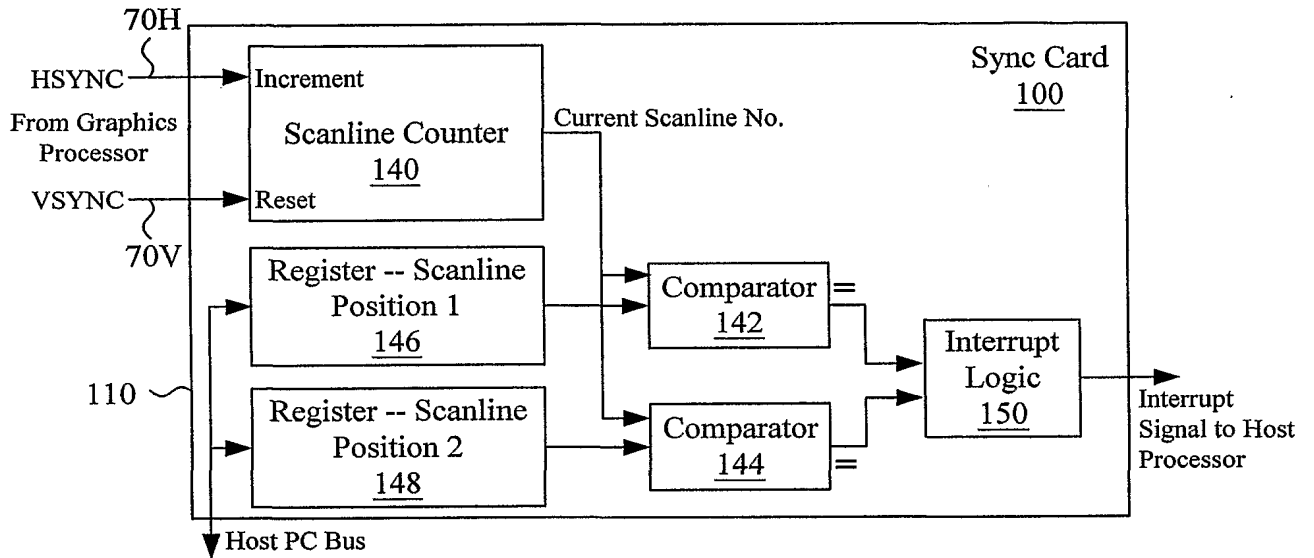 70H
HSYNC
From Graphics
Processor
VSYNC
70V
Increment
Scanline Counter
140
Reset
Current Scanline No.
Sync Card
100
Register -- Scanline
Position 1
146
Register -- Scanline
Position 2
148
Comparator
142
=
Comparator
144
=
Interrupt
Logic
150
Interrupt
Signal to Host
Processor
110
Host PC Bus